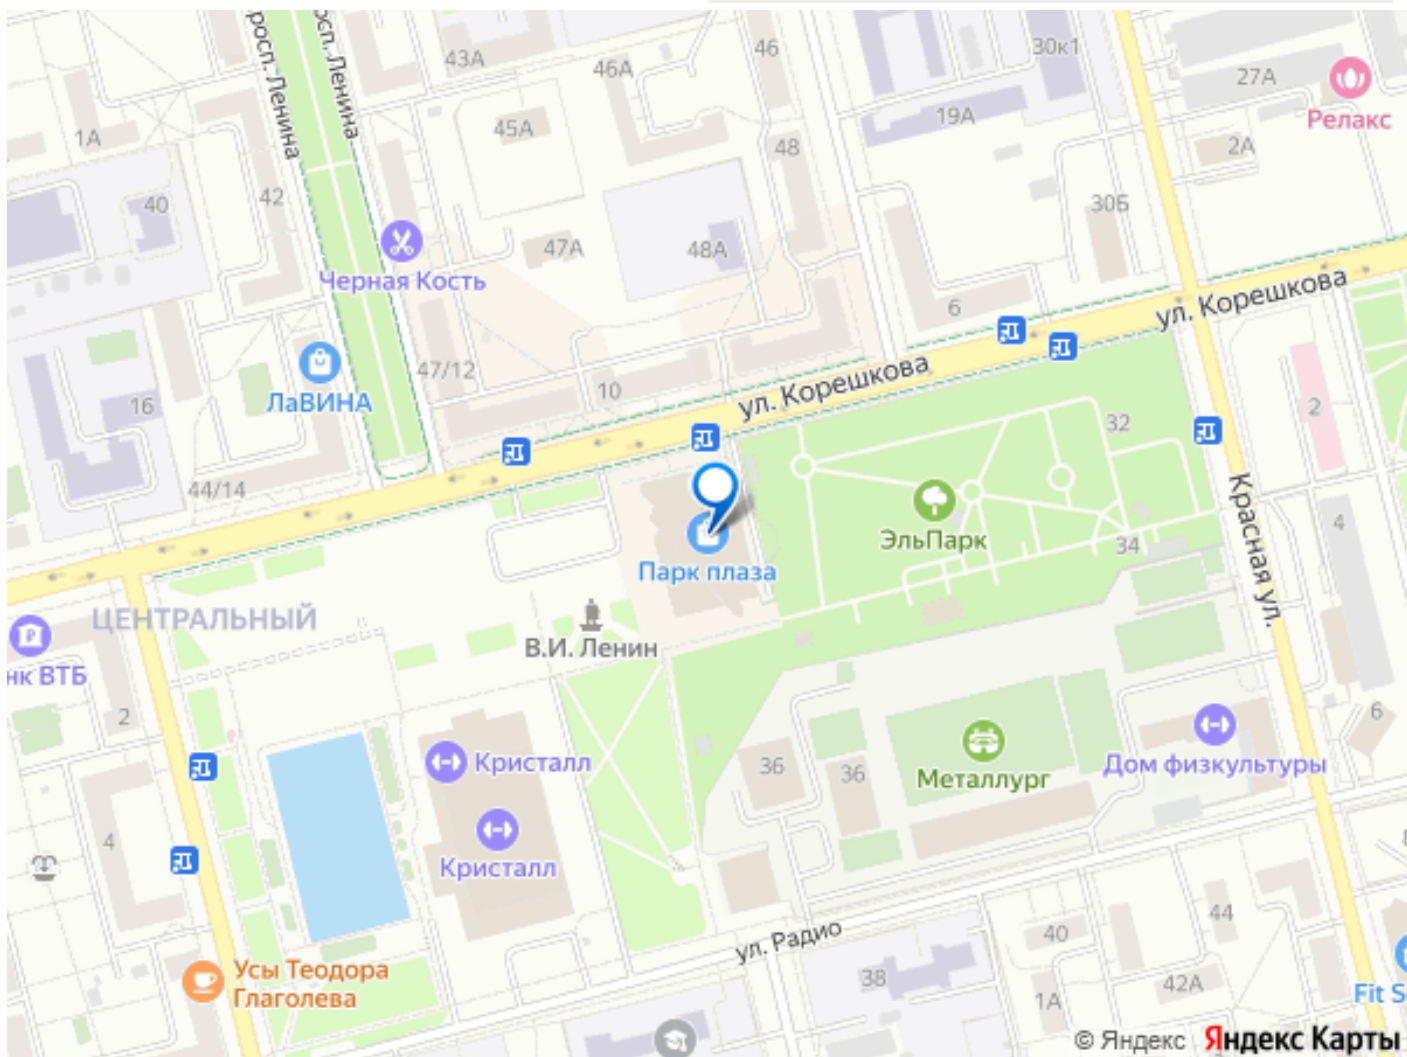 просп. Ленина
просп. Ленина
43А
46А
46
30к1
27А
Релакс
45А
19А
1А
48
2А
42
40
30Б
47А
48А
Черная Кость
ул. Корешкова
6
47/12
10
ул. Корешкова
ЛаВИНА
16
2
32
44/14
Красная ул.
4
ЭльПарк
34
Парк плаза
ЦЕНТРАЛЬНЫЙ
В.И. Ленин
нк ВТБ
2
6
Кристалл
36
36
Металлург
Дом физкультуры
4
Кристалл
44
40
ул. Радио
Усы Теодора
Глаголева
38
42А
1А
Fit S
© Яндекс Яндекс Карты